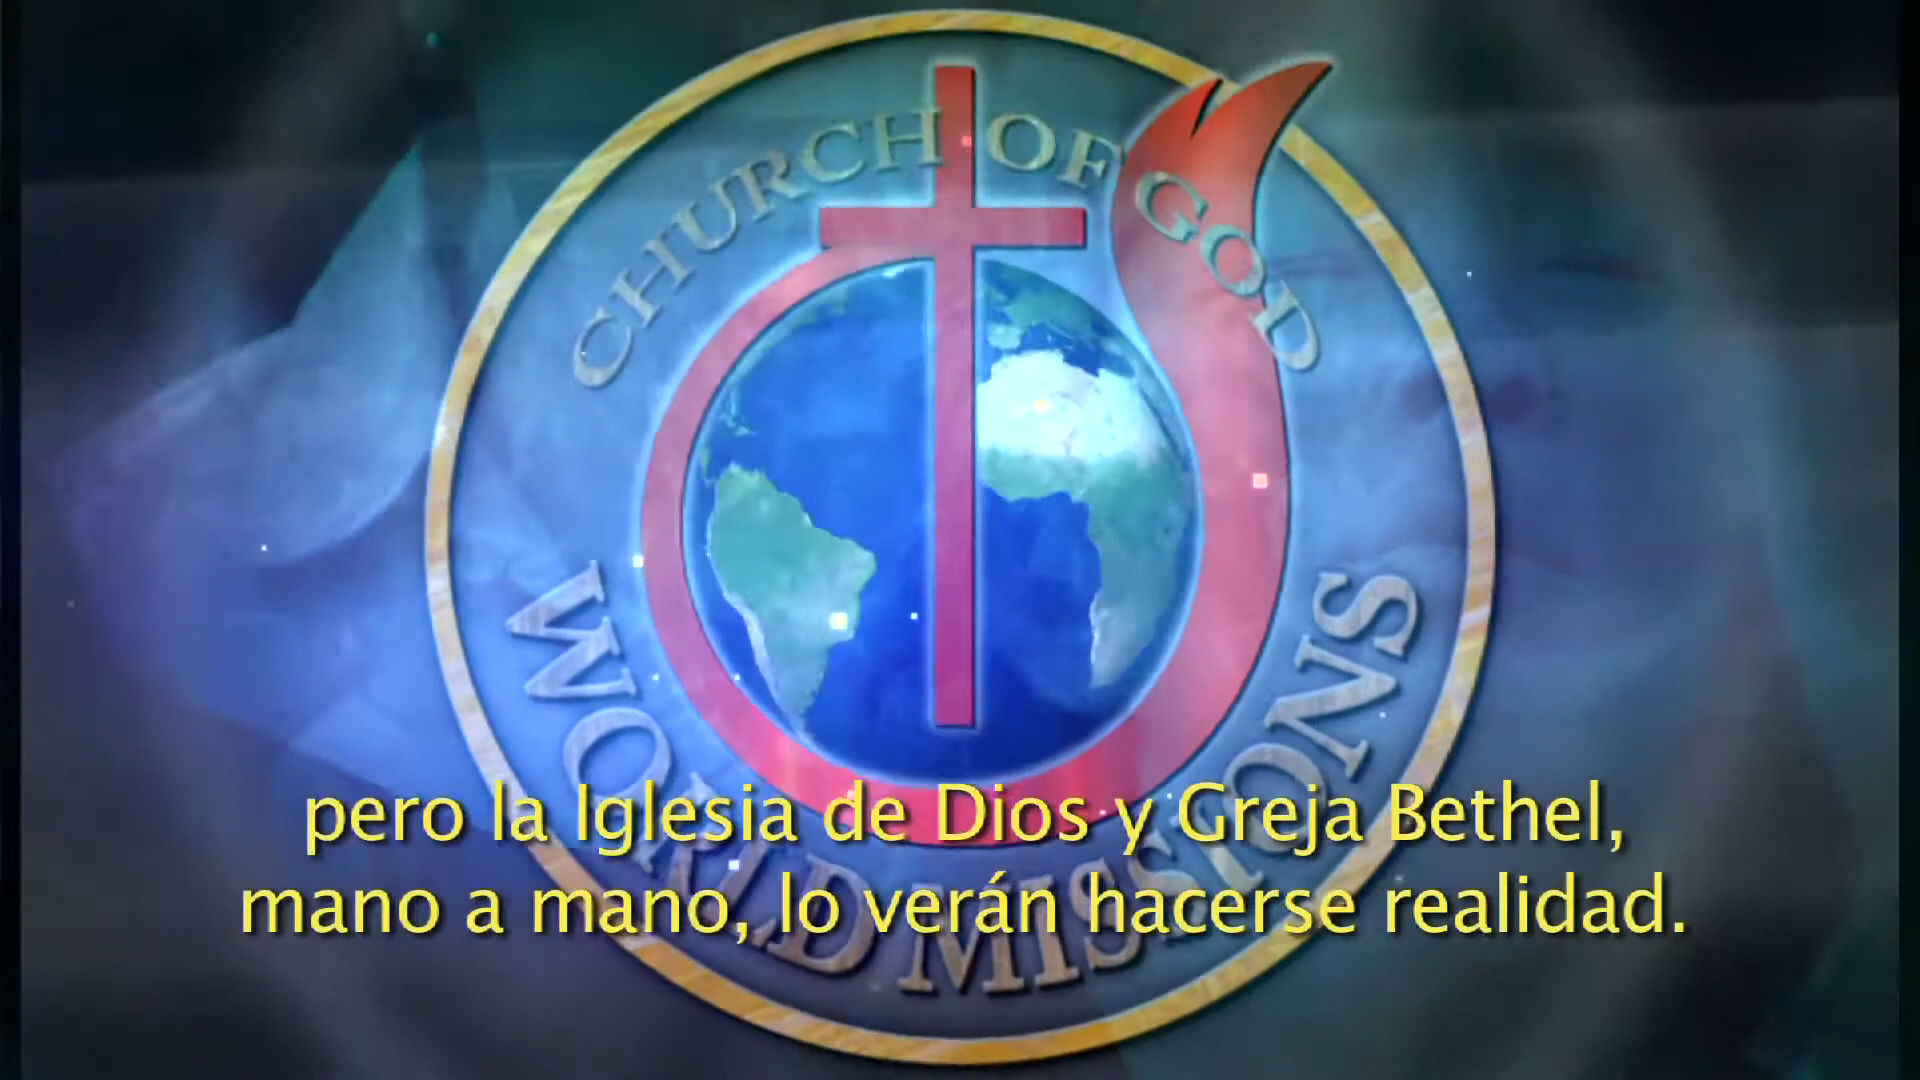 CHURCH OF GOD
WORLD MISSIONS
pero la Iglesia de Dios y Greja Bethel,
mano a mano, lo verán hacerse realidad.